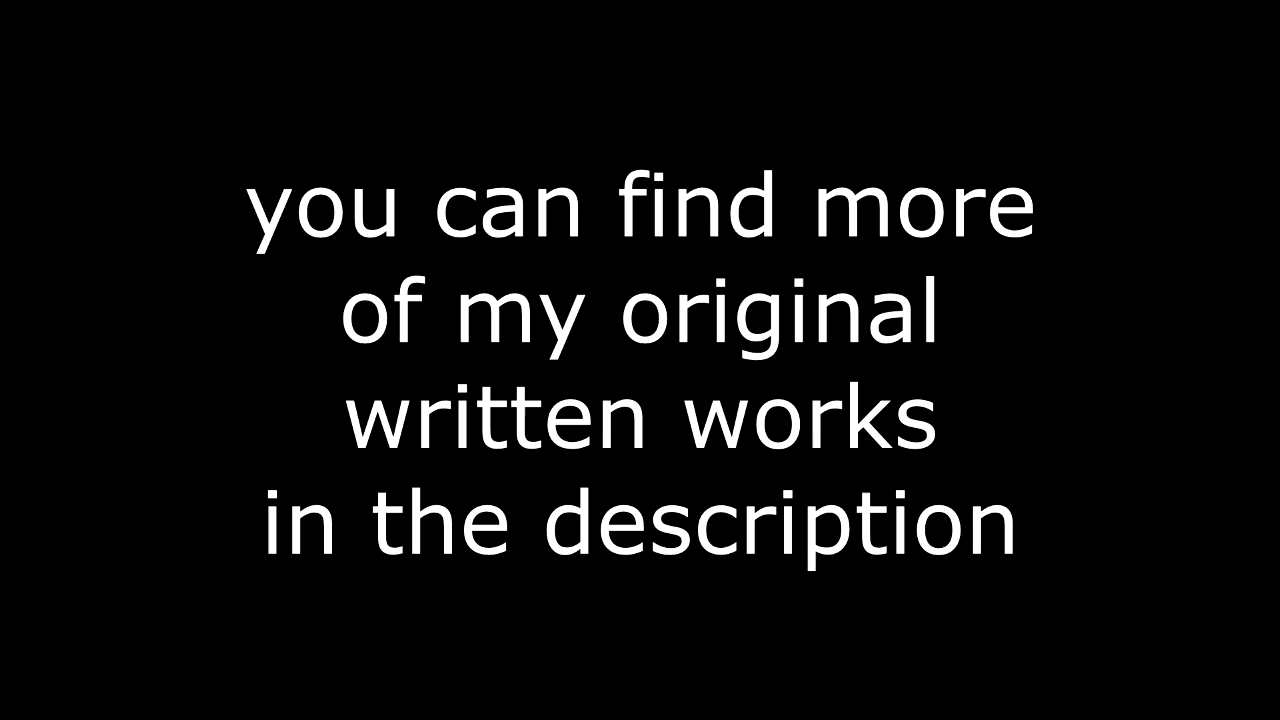 you can find more
of my original
written works
in the description